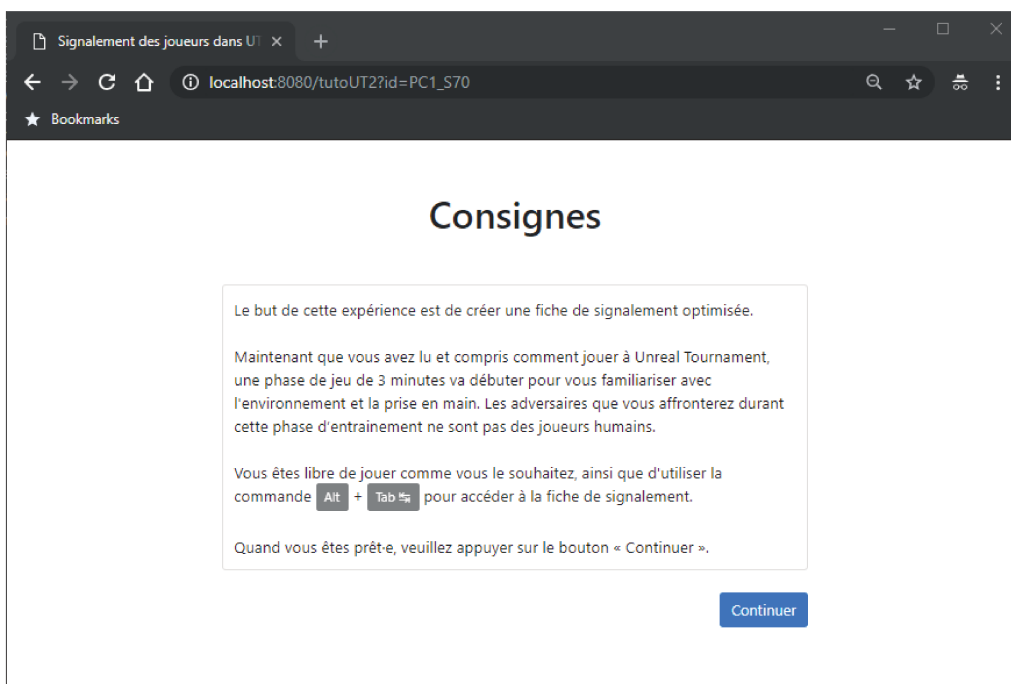 Signalement des joueurs dans UT
localhost:8080/tutoUT2?id=PC1_S70
Bookmarks
Consignes
Le but de cette expérience est de créer une fiche de signalement optimisée.
Maintenant que vous avez lu et compris comment jouer à Unreal Tournament,
une phase de jeu de 3 minutes va débuter pour vous familiariser avec
l'environnement et la prise en main. Les adversaires que vous affronterez durant
cette phase d'entrainement ne sont pas des joueurs humains.
Vous êtes libre de jouer comme vous le souhaitez, ainsi que d'utiliser la
commande Alt + Tab ↹ pour accéder à la fiche de signalement.
Quand vous êtes prêt·e, veuillez appuyer sur le bouton « Continuer ».
Continuer